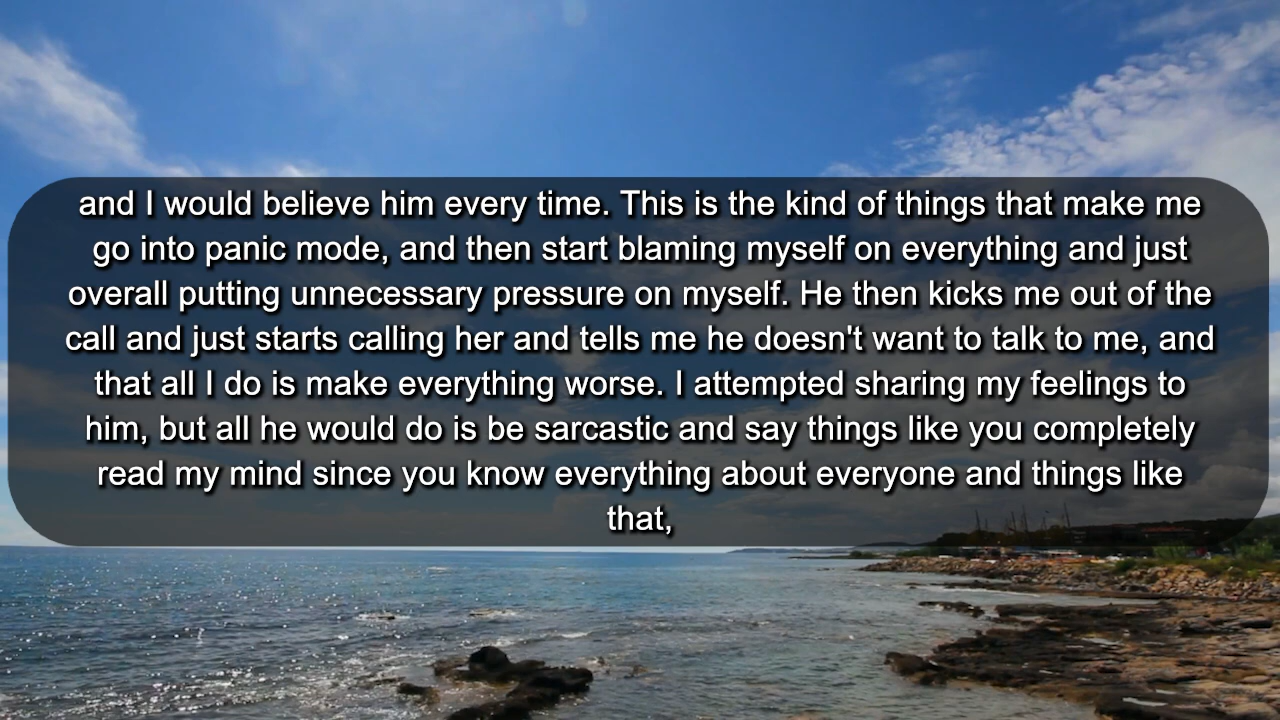 and I would believe him every time. This is the kind of things that make me
go into panic mode, and then start blaming myself on everything and just
overall putting unnecessary pressure on myself. He then kicks me out of the
call and just starts calling her and tells me he doesn't want to talk to me, and
that all I do is make everything worse. I attempted sharing my feelings to
him, but all he would do is be sarcastic and say things like you completely
read my mind since you know everything about everyone and things like
that,